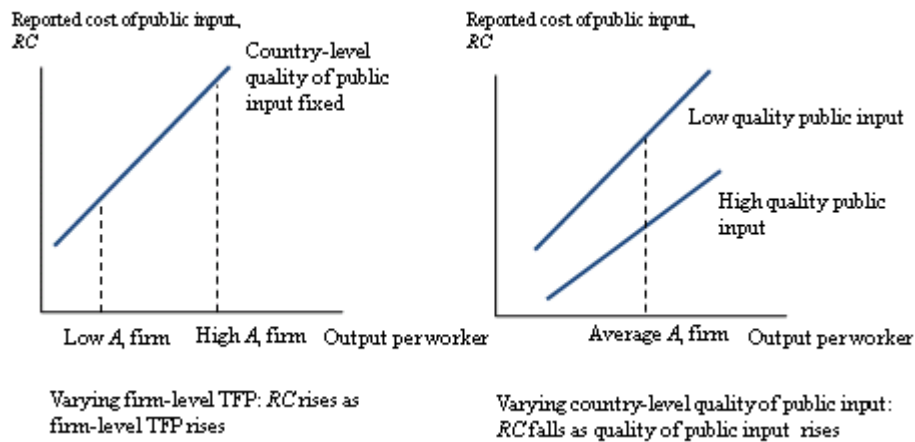 Reported cost of public input,
RC
Country-level
quality of public
input fixed
Low A, firm
High A, firm
Output per worker
Varying firm-level TFP: RC rises as
firm-level TFP rises
Reported cost of public input,
RC
Low quality public input
High quality public
input
Average A, firm
Output per worker
Varying country-level quality of public input:
RC falls as quality of public input rises